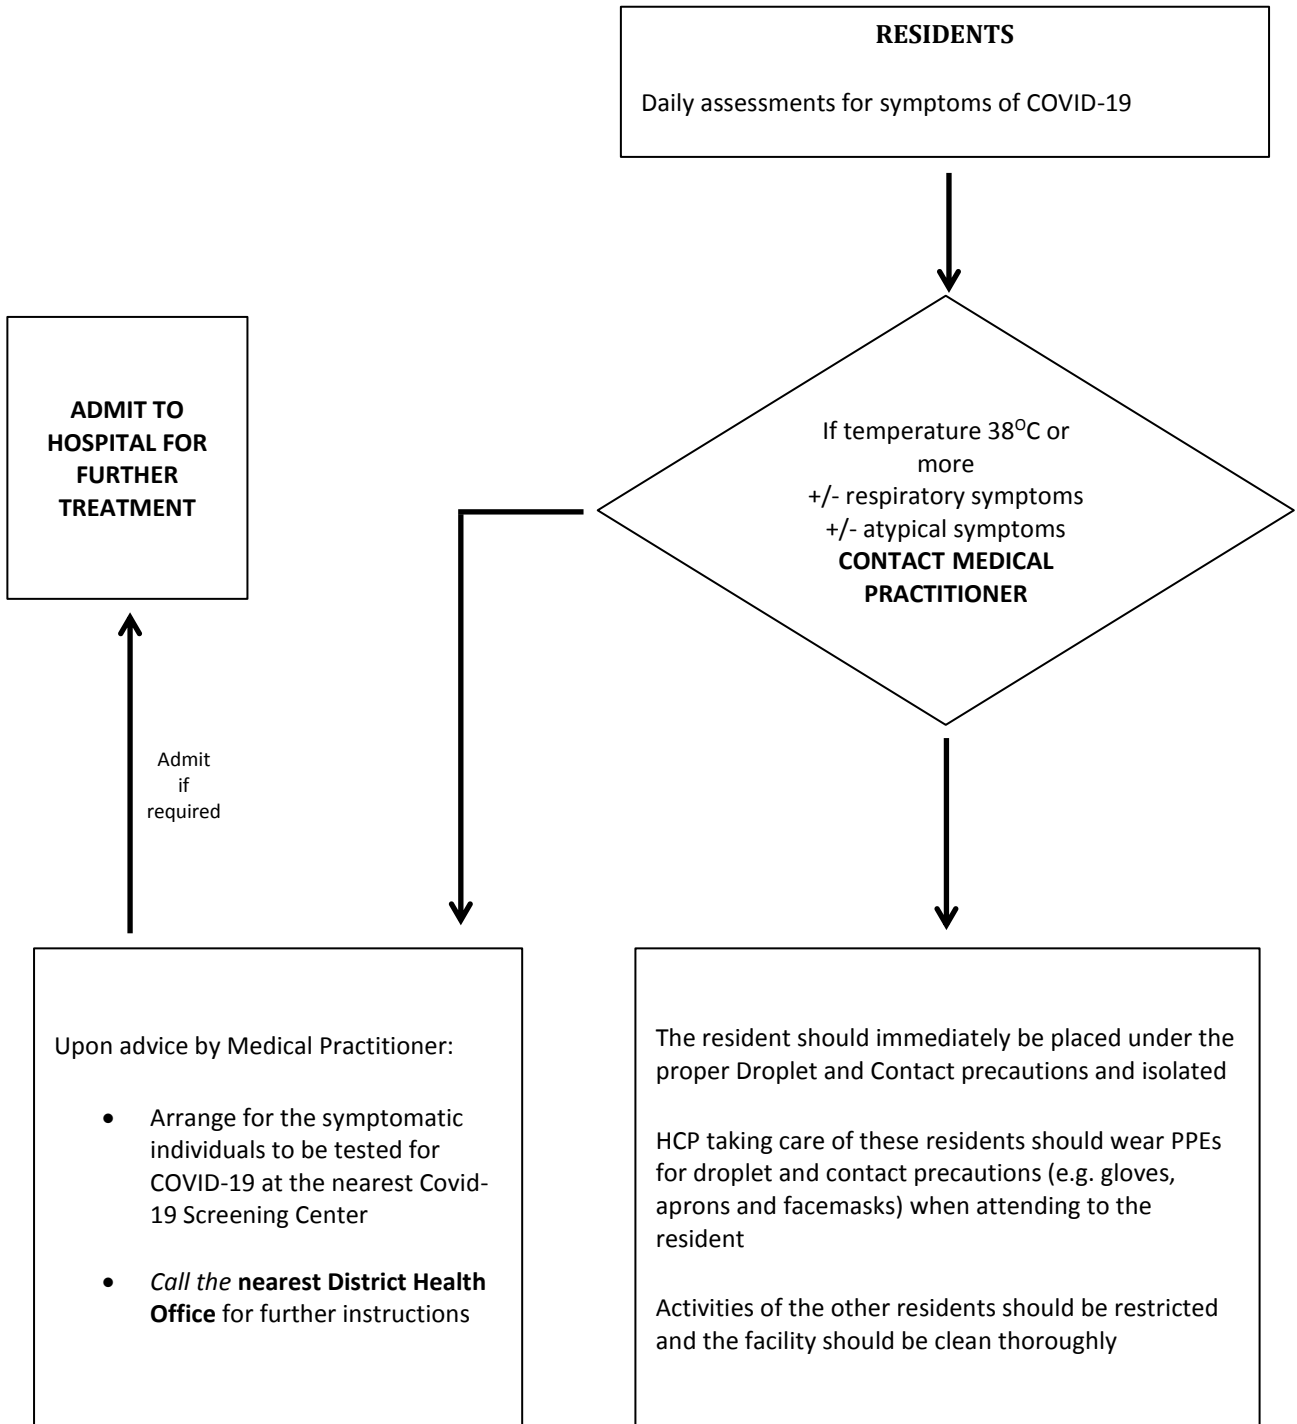 RESIDENTS
Daily assessments for symptoms of COVID-19
ADMIT TO
HOSPITAL FOR
FURTHER
TREATMENT
If temperature 38⁰C or
more
+/- respiratory symptoms
+/- atypical symptoms
CONTACT MEDICAL
PRACTITIONER
Admit
if
required
Upon advice by Medical Practitioner:
• Arrange for the symptomatic
individuals to be tested for
COVID-19 at the nearest Covid-
19 Screening Center
• Call the nearest District Health
Office for further instructions
The resident should immediately be placed under the
proper Droplet and Contact precautions and isolated
HCP taking care of these residents should wear PPEs
for droplet and contact precautions (e.g. gloves,
aprons and facemasks) when attending to the
resident
Activities of the other residents should be restricted
and the facility should be clean thoroughly